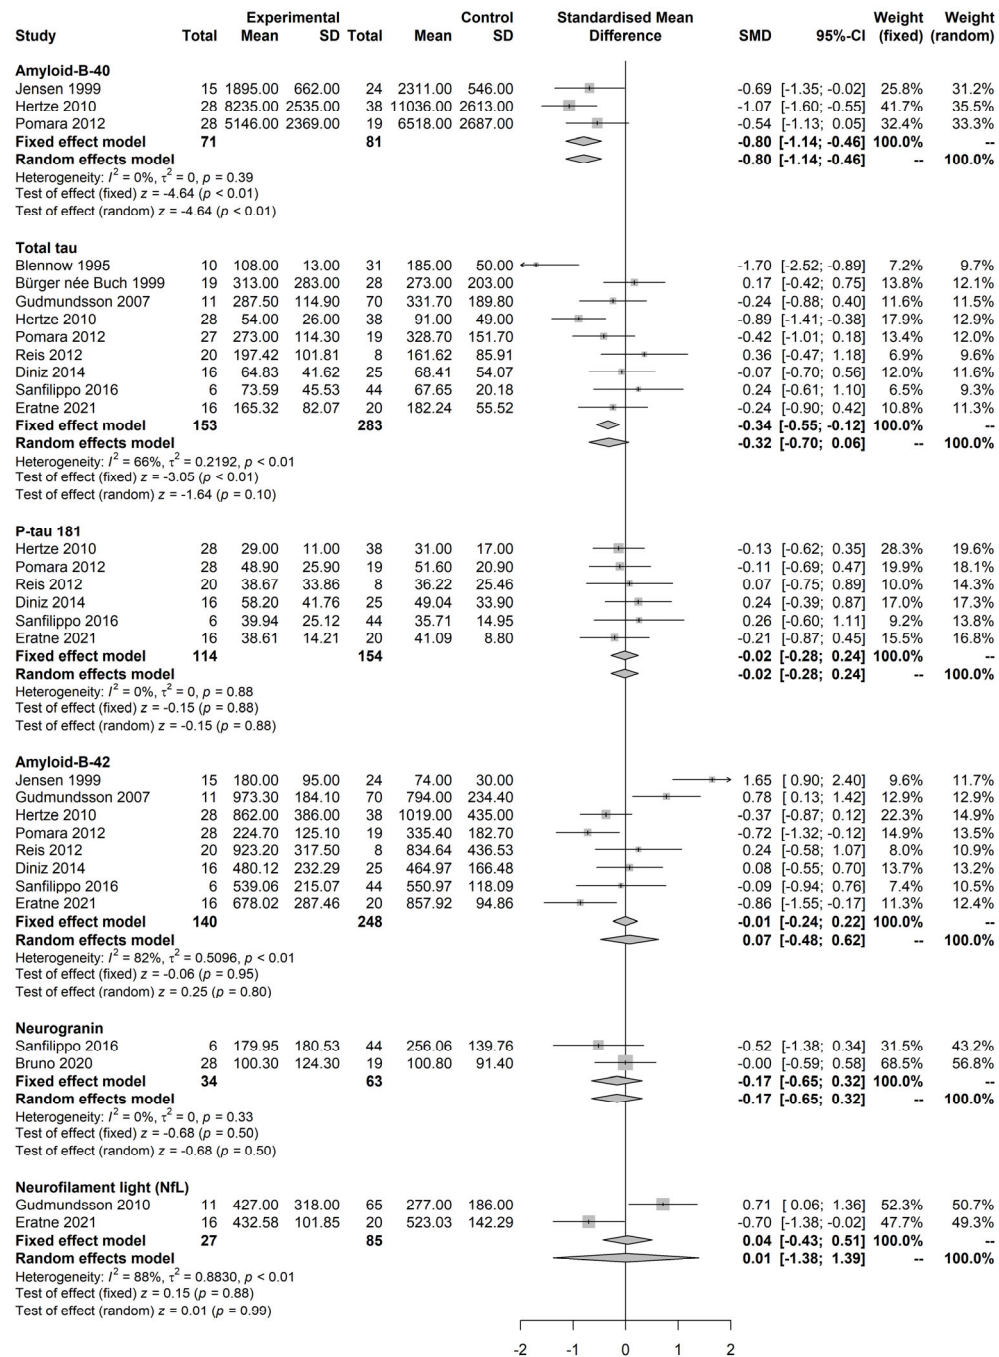 Experimental Control Standardised Mean Weight Weight
Study Total Mean SD Total Mean SD Difference SMD 95%-CI (fixed) (random)
Amyloid-B-40
Jensen 1999 15 1895.00 662.00 24 2311.00 546.00 -0.69 [-1.35; -0.02] 25.8% 31.2%
Hertze 2010 28 8235.00 2535.00 38 11036.00 2613.00 -1.07 [-1.60; -0.55] 41.7% 35.5%
Pomara 2012 28 5146.00 2369.00 19 6518.00 2687.00 -0.54 [-1.13; 0.05] 32.4% 33.3%
Fixed effect model 71 81 -0.80 [-1.14; -0.46] 100.0% --
Random effects model -0.80 [-1.14; -0.46] -- 100.0%
Heterogeneity: I² = 0%, τ² = 0, p = 0.39
Test of effect (fixed) z = -4.64 (p < 0.01)
Test of effect (random) z = -4.64 (p < 0.01)
Total tau
Blennow 1995 10 108.00 13.00 31 185.00 50.00 -1.70 [-2.52; -0.89] 7.2% 9.7%
Bürger née Buch 1999 19 313.00 283.00 28 273.00 203.00 0.17 [-0.42; 0.75] 13.8% 12.1%
Gudmundsson 2007 11 287.50 114.90 70 331.70 189.80 -0.24 [-0.88; 0.40] 11.6% 11.5%
Hertze 2010 28 54.00 26.00 38 91.00 49.00 -0.89 [-1.41; -0.38] 17.9% 12.9%
Pomara 2012 27 273.00 114.30 19 328.70 151.70 -0.42 [-1.01; 0.18] 13.4% 12.0%
Reis 2012 20 197.42 101.81 8 161.62 85.91 0.36 [-0.47; 1.18] 6.9% 9.6%
Diniz 2014 16 64.83 41.62 25 68.41 54.07 -0.07 [-0.70; 0.56] 12.0% 11.6%
Sanfilippo 2016 6 73.59 45.53 44 67.65 20.18 0.24 [-0.61; 1.10] 6.5% 9.3%
Eratne 2021 16 165.32 82.07 20 182.24 55.52 -0.24 [-0.90; 0.42] 10.8% 11.3%
Fixed effect model 153 283 -0.34 [-0.55; -0.12] 100.0% --
Random effects model -0.32 [-0.70; 0.06] -- 100.0%
Heterogeneity: I² = 66%, τ² = 0.2192, p < 0.01
Test of effect (fixed) z = -3.05 (p < 0.01)
Test of effect (random) z = -1.64 (p = 0.10)
P-tau 181
Hertze 2010 28 29.00 11.00 38 31.00 17.00 -0.13 [-0.62; 0.35] 28.3% 19.6%
Pomara 2012 28 48.90 25.90 19 51.60 20.90 -0.11 [-0.69; 0.47] 19.9% 18.1%
Reis 2012 20 38.67 33.86 8 36.22 25.46 0.07 [-0.75; 0.89] 10.0% 14.3%
Diniz 2014 16 58.20 41.76 25 49.04 33.90 0.24 [-0.39; 0.87] 17.0% 17.3%
Sanfilippo 2016 6 39.94 25.12 44 35.71 14.95 0.26 [-0.60; 1.11] 9.2% 13.8%
Eratne 2021 16 38.61 14.21 20 41.09 8.80 -0.21 [-0.87; 0.45] 15.5% 16.8%
Fixed effect model 114 154 -0.02 [-0.28; 0.24] 100.0% --
Random effects model -0.02 [-0.28; 0.24] -- 100.0%
Heterogeneity: I² = 0%, τ² = 0, p = 0.88
Test of effect (fixed) z = -0.15 (p = 0.88)
Test of effect (random) z = -0.15 (p = 0.88)
Amyloid-B-42
Jensen 1999 15 180.00 95.00 24 74.00 30.00 1.65 [ 0.90; 2.40] 9.6% 11.7%
Gudmundsson 2007 11 973.30 184.10 70 794.00 234.40 0.78 [ 0.13; 1.42] 12.9% 12.9%
Hertze 2010 28 862.00 386.00 38 1019.00 435.00 -0.37 [-0.87; 0.12] 22.3% 14.9%
Pomara 2012 28 224.70 125.10 19 335.40 182.70 -0.72 [-1.32; -0.12] 14.9% 13.5%
Reis 2012 20 923.20 317.50 8 834.64 436.53 0.24 [-0.58; 1.07] 8.0% 10.9%
Diniz 2014 16 480.12 232.29 25 464.97 166.48 0.08 [-0.55; 0.70] 13.7% 13.2%
Sanfilippo 2016 6 539.06 215.07 44 550.97 118.09 -0.09 [-0.94; 0.76] 7.4% 10.5%
Eratne 2021 16 678.02 287.46 20 857.92 94.86 -0.86 [-1.55; -0.17] 11.3% 12.4%
Fixed effect model 140 248 -0.01 [-0.24; 0.22] 100.0% --
Random effects model 0.07 [-0.48; 0.62] -- 100.0%
Heterogeneity: I² = 82%, τ² = 0.5096, p < 0.01
Test of effect (fixed) z = -0.06 (p = 0.95)
Test of effect (random) z = 0.25 (p = 0.80)
Neurogranin
Sanfilippo 2016 6 179.95 180.53 44 256.06 139.76 -0.52 [-1.38; 0.34] 31.5% 43.2%
Bruno 2020 28 100.30 124.30 19 100.80 91.40 -0.00 [-0.59; 0.58] 68.5% 56.8%
Fixed effect model 34 63 -0.17 [-0.65; 0.32] 100.0% --
Random effects model -0.17 [-0.65; 0.32] -- 100.0%
Heterogeneity: I² = 0%, τ² = 0, p = 0.33
Test of effect (fixed) z = -0.68 (p = 0.50)
Test of effect (random) z = -0.68 (p = 0.50)
Neurofilament light (NfL)
Gudmundsson 2010 11 427.00 318.00 65 277.00 186.00 0.71 [ 0.06; 1.36] 52.3% 50.7%
Eratne 2021 16 432.58 101.85 20 523.03 142.29 -0.70 [-1.38; -0.02] 47.7% 49.3%
Fixed effect model 27 85 0.04 [-0.43; 0.51] 100.0% --
Random effects model 0.01 [-1.38; 1.39] -- 100.0%
Heterogeneity: I² = 88%, τ² = 0.8830, p < 0.01
Test of effect (fixed) z = 0.15 (p = 0.88)
Test of effect (random) z = 0.01 (p = 0.99)
-2 -1 0 1 2